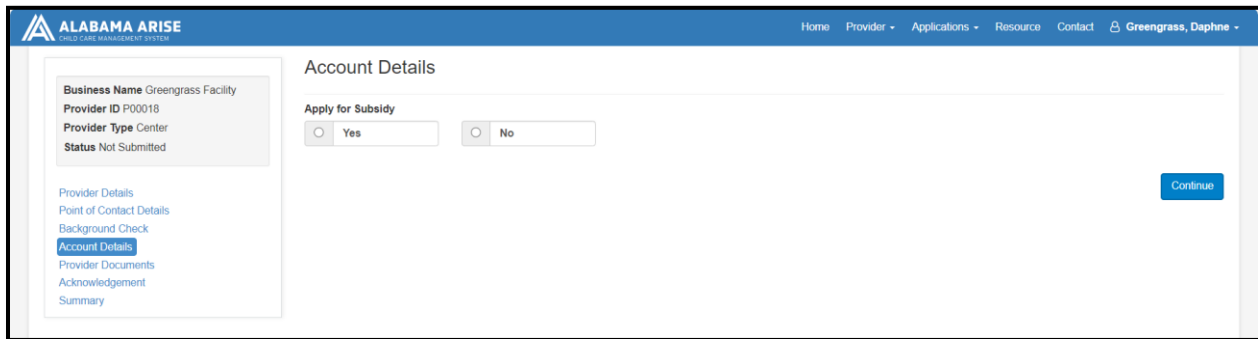 ALABAMA ARISE
CHILD CARE MANAGEMENT SYSTEM
Home Provider Applications Resource Contact Greengrass, Daphne
Business Name Greengrass Facility
Provider ID P00018
Provider Type Center
Status Not Submitted
Provider Details
Point of Contact Details
Background Check
Account Details
Provider Documents
Acknowledgement
Summary
Account Details
Apply for Subsidy
Yes No
Continue